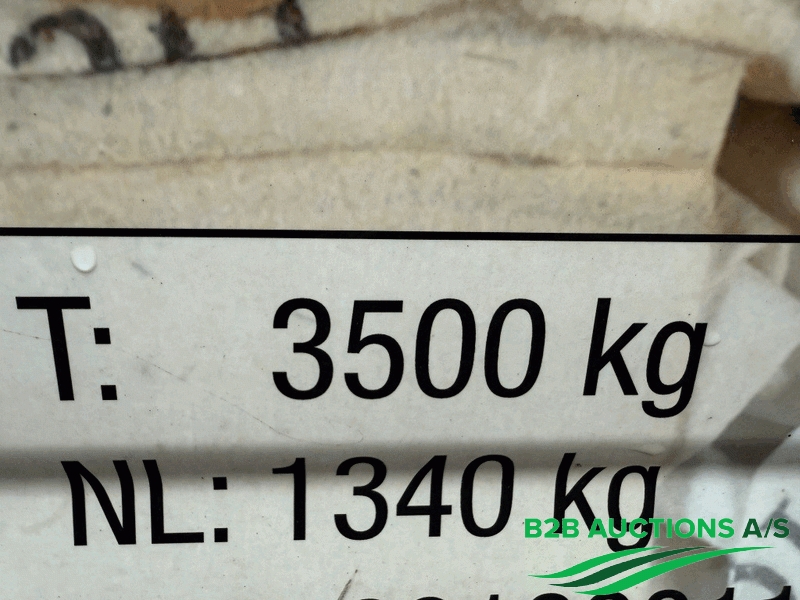 T: 3500 kg
NL: 1340 kg
B2B AUCTIONS A/S